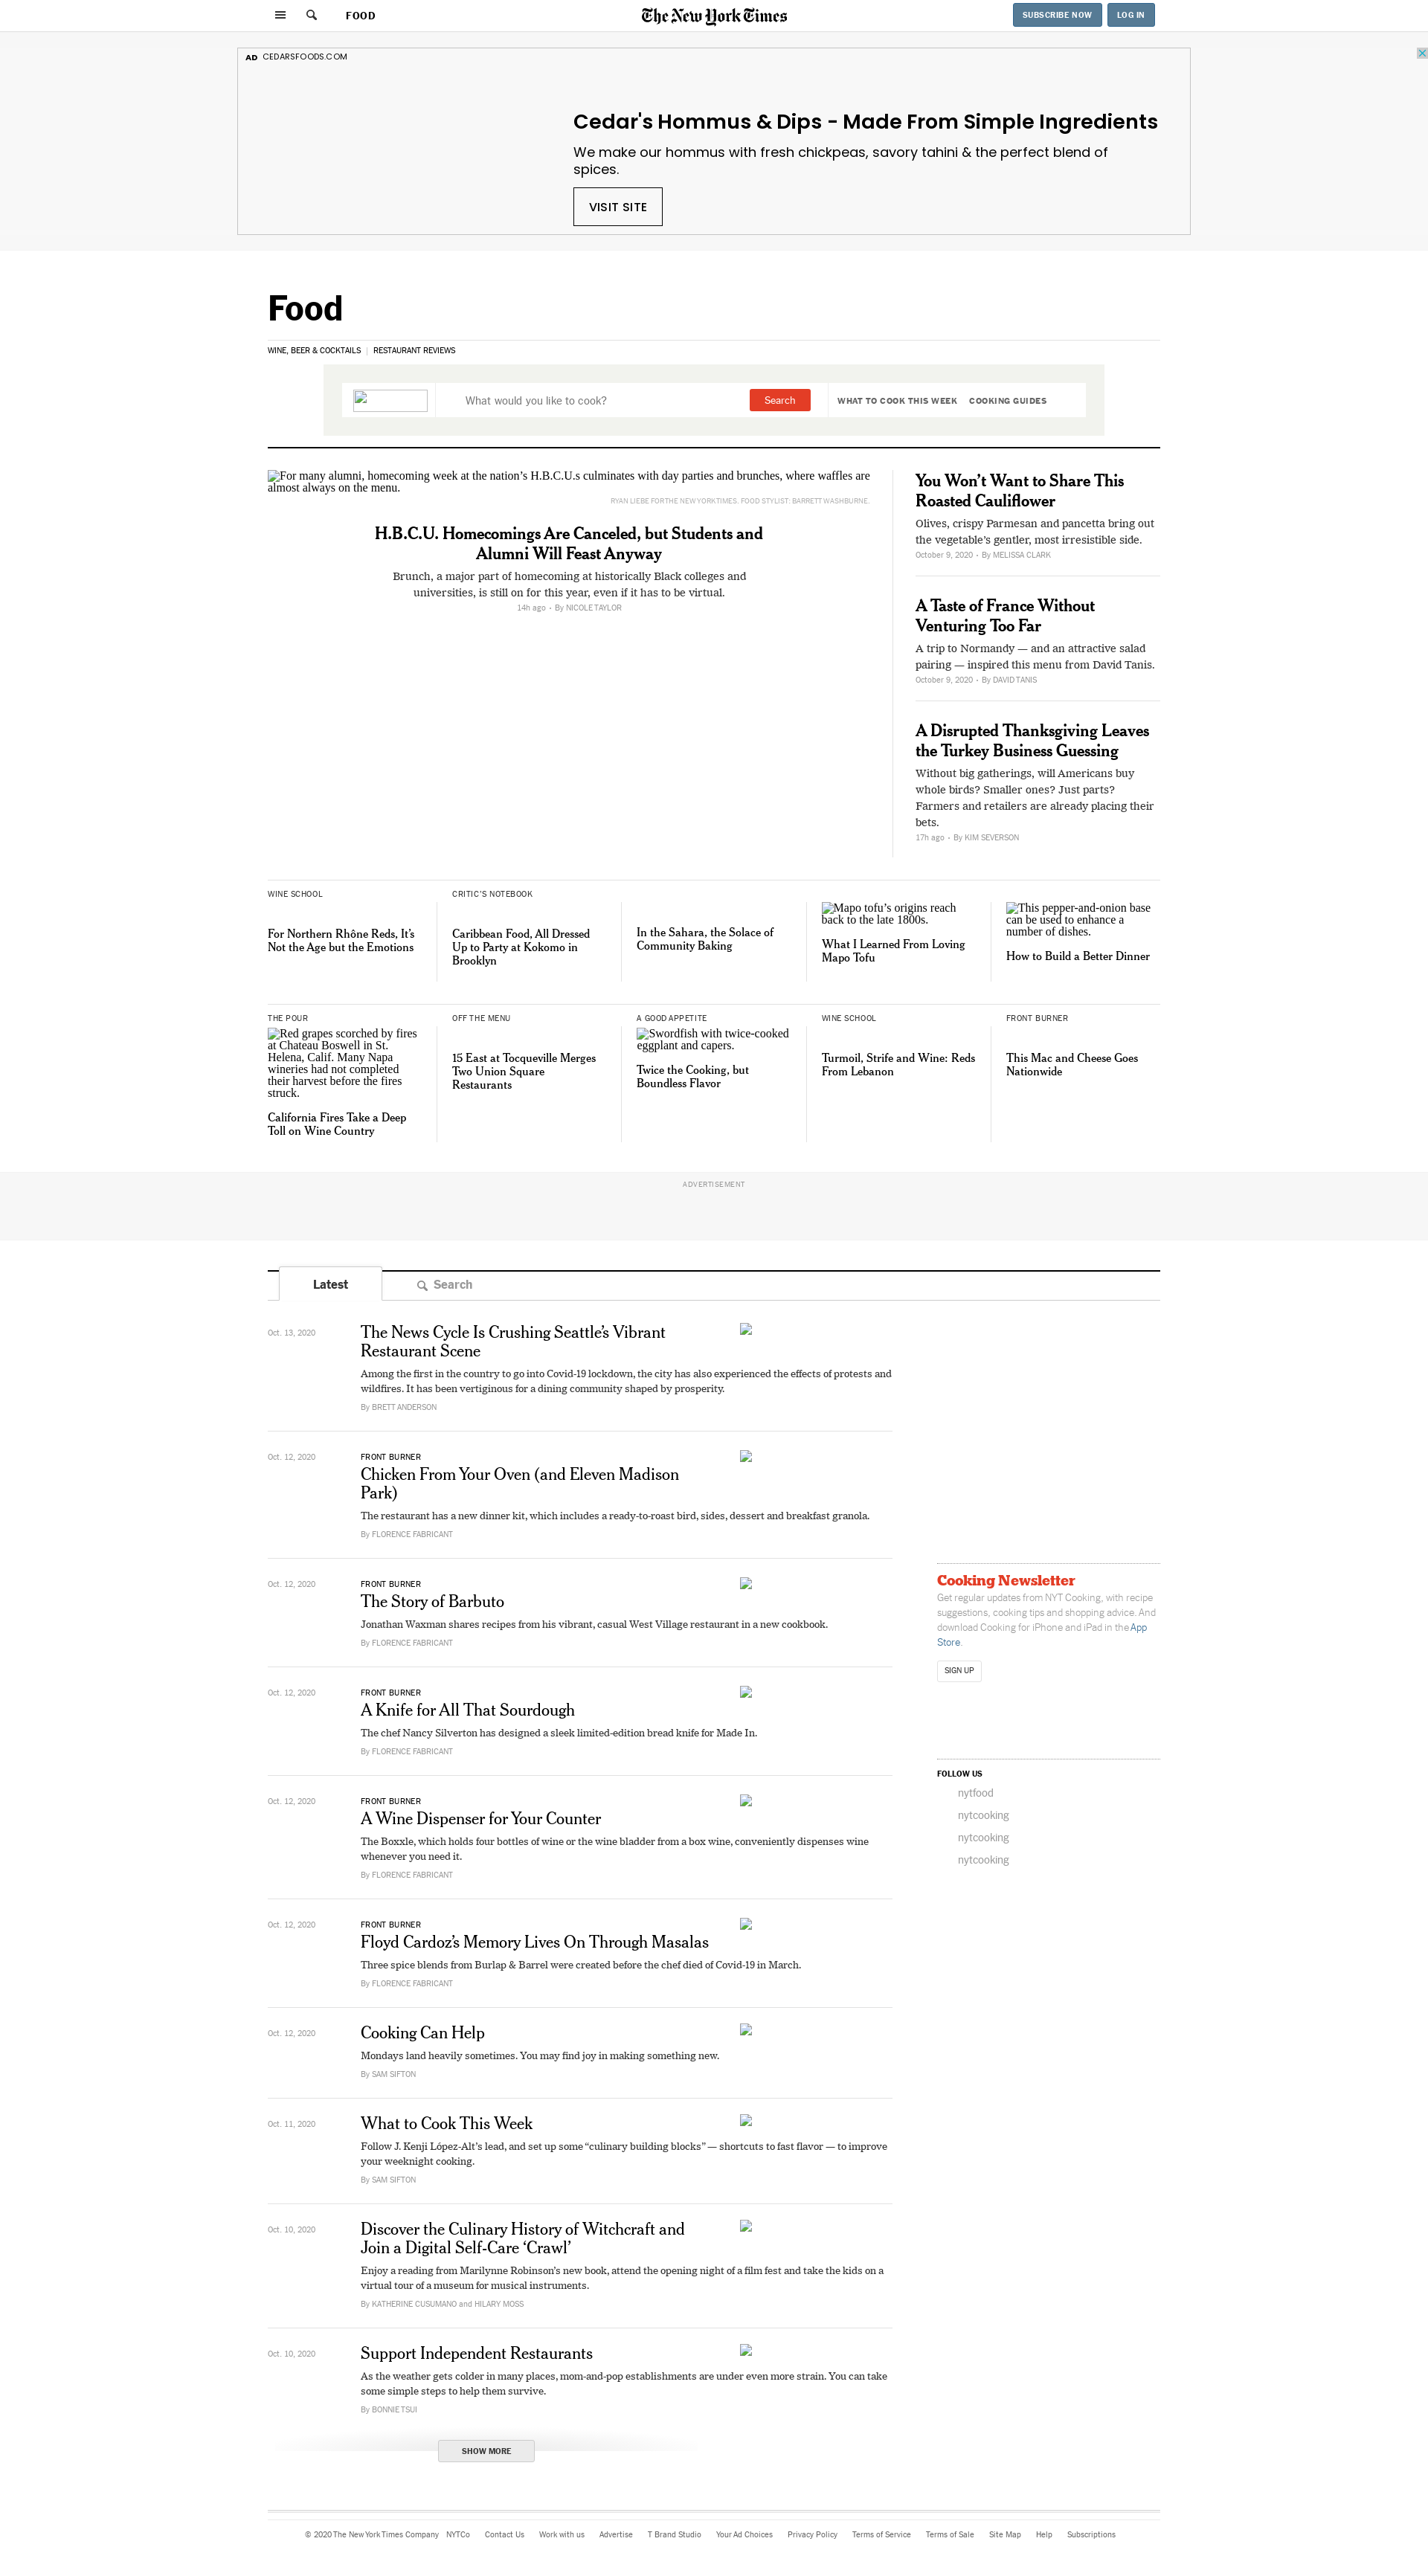 FOOD
The New York Times
SUBSCRIBE NOW
LOG IN
AD CEDARSFOODS.COM
Cedar's Hommus & Dips - Made From Simple Ingredients
We make our hommus with fresh chickpeas, savory tahini & the perfect blend of
spices.
VISIT SITE
Food
WINE, BEER & COCKTAILS | RESTAURANT REVIEWS
What would you like to cook?
Search
WHAT TO COOK THIS WEEK
COOKING GUIDES
For many alumni, homecoming week at the nation’s H.B.C.U.s culminates with day parties and brunches, where waffles are
almost always on the menu.
RYAN LIEBE FOR THE NEW YORK TIMES. FOOD STYLIST: BARRETT WASHBURNE.
H.B.C.U. Homecomings Are Canceled, but Students and
Alumni Will Feast Anyway
Brunch, a major part of homecoming at historically Black colleges and
universities, is still on for this year, even if it has to be virtual.
14h ago • By NICOLE TAYLOR
You Won’t Want to Share This
Roasted Cauliflower
Olives, crispy Parmesan and pancetta bring out
the vegetable’s gentler, most irresistible side.
October 9, 2020 • By MELISSA CLARK
A Taste of France Without
Venturing Too Far
A trip to Normandy — and an attractive salad
pairing — inspired this menu from David Tanis.
October 9, 2020 • By DAVID TANIS
A Disrupted Thanksgiving Leaves
the Turkey Business Guessing
Without big gatherings, will Americans buy
whole birds? Smaller ones? Just parts?
Farmers and retailers are already placing their
bets.
17h ago • By KIM SEVERSON
WINE SCHOOL
For Northern Rhône Reds, It’s
Not the Age but the Emotions
CRITIC’S NOTEBOOK
Caribbean Food, All Dressed
Up to Party at Kokomo in
Brooklyn
In the Sahara, the Solace of
Community Baking
Mapo tofu’s origins reach
back to the late 1800s.
What I Learned From Loving
Mapo Tofu
This pepper-and-onion base
can be used to enhance a
number of dishes.
How to Build a Better Dinner
THE POUR
Red grapes scorched by fires
at Chateau Boswell in St.
Helena, Calif. Many Napa
wineries had not completed
their harvest before the fires
struck.
California Fires Take a Deep
Toll on Wine Country
OFF THE MENU
15 East at Tocqueville Merges
Two Union Square
Restaurants
A GOOD APPETITE
Swordfish with twice-cooked
eggplant and capers.
Twice the Cooking, but
Boundless Flavor
WINE SCHOOL
Turmoil, Strife and Wine: Reds
From Lebanon
FRONT BURNER
This Mac and Cheese Goes
Nationwide
ADVERTISEMENT
Latest
Search
Oct. 13, 2020
The News Cycle Is Crushing Seattle’s Vibrant
Restaurant Scene
Among the first in the country to go into Covid-19 lockdown, the city has also experienced the effects of protests and
wildfires. It has been vertiginous for a dining community shaped by prosperity.
By BRETT ANDERSON
Oct. 12, 2020
FRONT BURNER
Chicken From Your Oven (and Eleven Madison
Park)
The restaurant has a new dinner kit, which includes a ready-to-roast bird, sides, dessert and breakfast granola.
By FLORENCE FABRICANT
Oct. 12, 2020
FRONT BURNER
The Story of Barbuto
Jonathan Waxman shares recipes from his vibrant, casual West Village restaurant in a new cookbook.
By FLORENCE FABRICANT
Oct. 12, 2020
FRONT BURNER
A Knife for All That Sourdough
The chef Nancy Silverton has designed a sleek limited-edition bread knife for Made In.
By FLORENCE FABRICANT
Oct. 12, 2020
FRONT BURNER
A Wine Dispenser for Your Counter
The Boxxle, which holds four bottles of wine or the wine bladder from a box wine, conveniently dispenses wine
whenever you need it.
By FLORENCE FABRICANT
Oct. 12, 2020
FRONT BURNER
Floyd Cardoz’s Memory Lives On Through Masalas
Three spice blends from Burlap & Barrel were created before the chef died of Covid-19 in March.
By FLORENCE FABRICANT
Oct. 12, 2020
Cooking Can Help
Mondays land heavily sometimes. You may find joy in making something new.
By SAM SIFTON
Oct. 11, 2020
What to Cook This Week
Follow J. Kenji López-Alt’s lead, and set up some “culinary building blocks” — shortcuts to fast flavor — to improve
your weeknight cooking.
By SAM SIFTON
Oct. 10, 2020
Discover the Culinary History of Witchcraft and
Join a Digital Self-Care ‘Crawl’
Enjoy a reading from Marilynne Robinson’s new book, attend the opening night of a film fest and take the kids on a
virtual tour of a museum for musical instruments.
By KATHERINE CUSUMANO and HILARY MOSS
Oct. 10, 2020
Support Independent Restaurants
As the weather gets colder in many places, mom-and-pop establishments are under even more strain. You can take
some simple steps to help them survive.
By BONNIE TSUI
SHOW MORE
Cooking Newsletter
Get regular updates from NYT Cooking, with recipe
suggestions, cooking tips and shopping advice. And
download Cooking for iPhone and iPad in the App
Store.
SIGN UP
FOLLOW US
nytfood
nytcooking
nytcooking
nytcooking
© 2020 The New York Times Company NYTCo Contact Us Work with us Advertise T Brand Studio Your Ad Choices Privacy Policy Terms of Service Terms of Sale Site Map Help Subscriptions